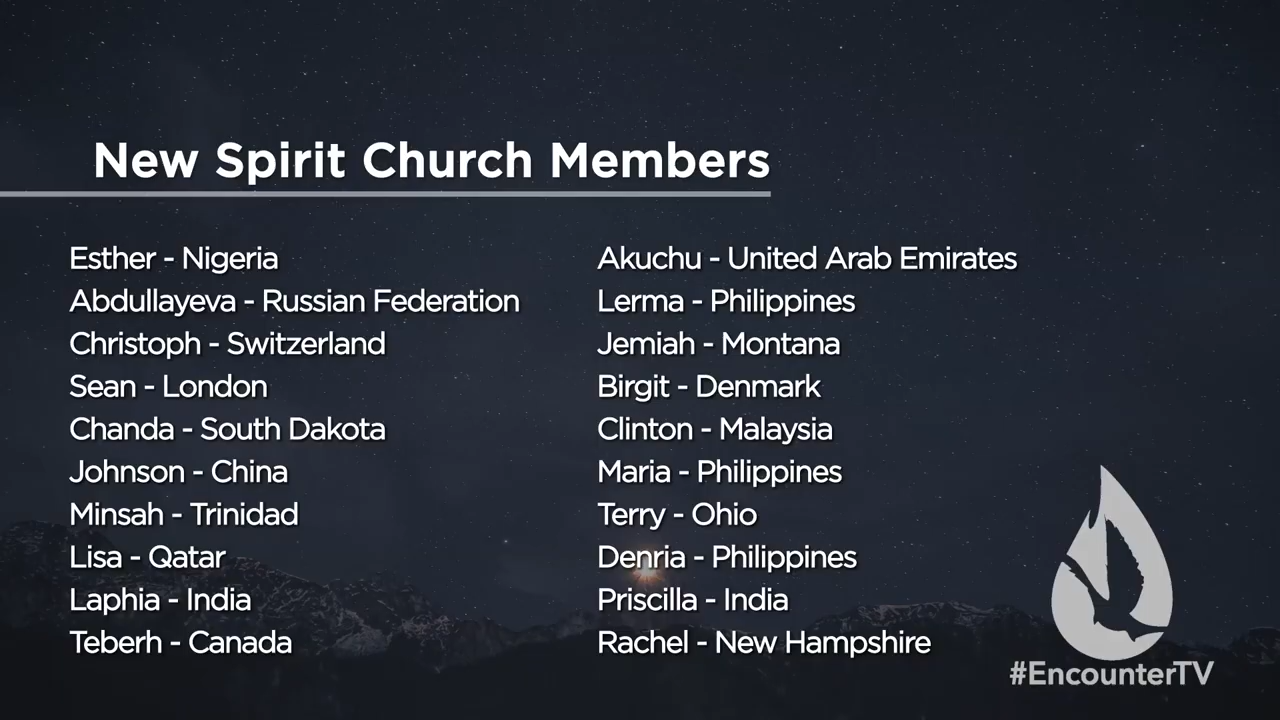 New Spirit Church Members
Esther - Nigeria
Abdullayeva - Russian Federation
Christoph - Switzerland
Sean - London
Chanda - South Dakota
Johnson - China
Minsah - Trinidad
Lisa - Qatar
Laphia - India
Teberh - Canada
Akuchu - United Arab Emirates
Lerma - Philippines
Jemiah - Montana
Birgit - Denmark
Clinton - Malaysia
Maria - Philippines
Terry - Ohio
Denria - Philippines
Priscilla - India
Rachel - New Hampshire
#EncounterTV